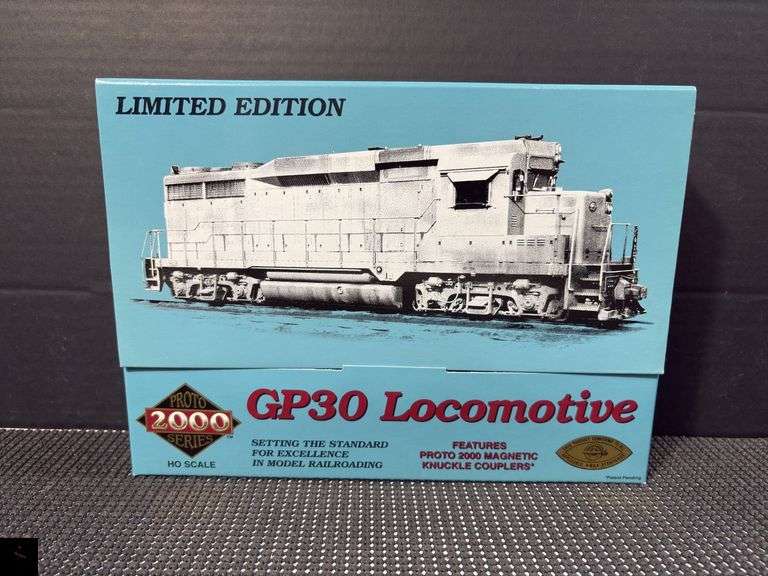 LIMITED EDITION
PROTO
2000
SERIES
HO SCALE
GP30 Locomotive
SETTING THE STANDARD
FOR EXCELLENCE
IN MODEL RAILROADING
FEATURES
PROTO 2000 MAGNETIC
KNUCKLE COUPLERS*
*Patent Pending